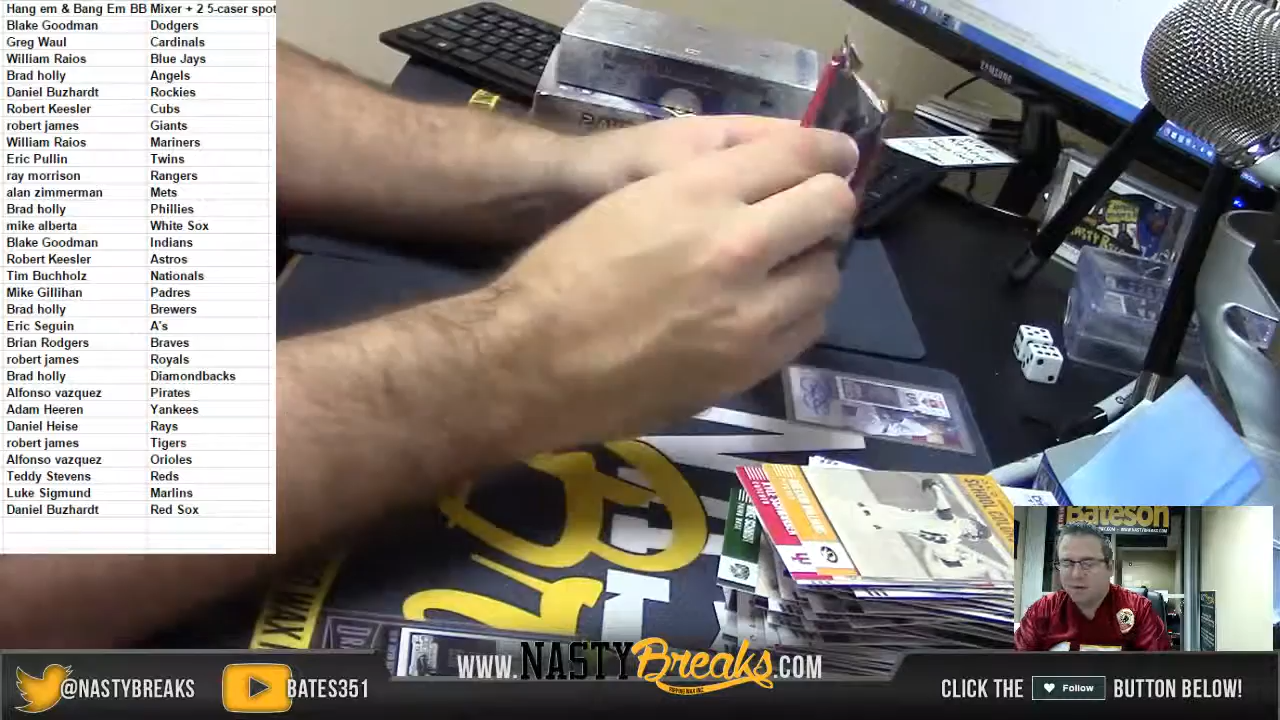 Hang em & Bang Em BB Mixer + 2 5-caser spot
Blake Goodman Dodgers
Greg Waul Cardinals
William Raios Blue Jays
Brad holly Angels
Daniel Buzhardt Rockies
Robert Keesler Cubs
robert james Giants
William Raios Mariners
Eric Pullin Twins
ray morrison Rangers
alan zimmerman Mets
Brad holly Phillies
mike alberta White Sox
Blake Goodman Indians
Robert Keesler Astros
Tim Buchholz Nationals
Mike Gillihan Padres
Brad holly Brewers
Eric Seguin A's
Brian Rodgers Braves
robert james Royals
Brad holly Diamondbacks
Alfonso vazquez Pirates
Adam Heeren Yankees
Daniel Heise Rays
robert james Tigers
Alfonso vazquez Orioles
Teddy Stevens Reds
Luke Sigmund Marlins
Daniel Buzhardt Red Sox
SAMSUNG
Bateson
@NASTYBREAKS
BATES351
WWW.NASTYBreaks.COM
CLICK THE Follow BUTTON BELOW!